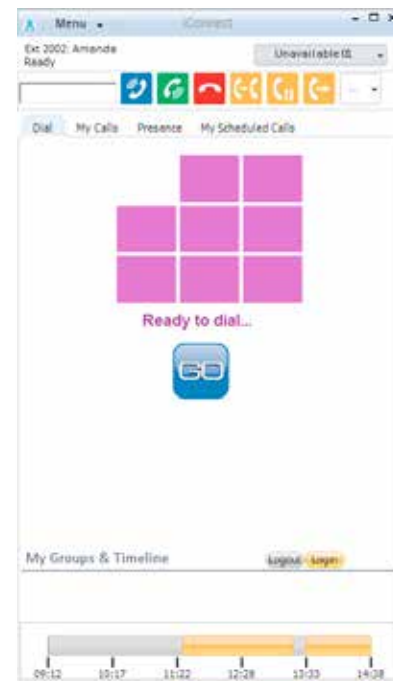 Menu
iConnect
Ext 2002: Amanda
Ready
Unavailable
Dial My Calls Presence My Scheduled Calls
Ready to dial...
GO
My Groups & Timeline
Logout Login
09:12 10:17 11:22 12:28 13:33 14:38